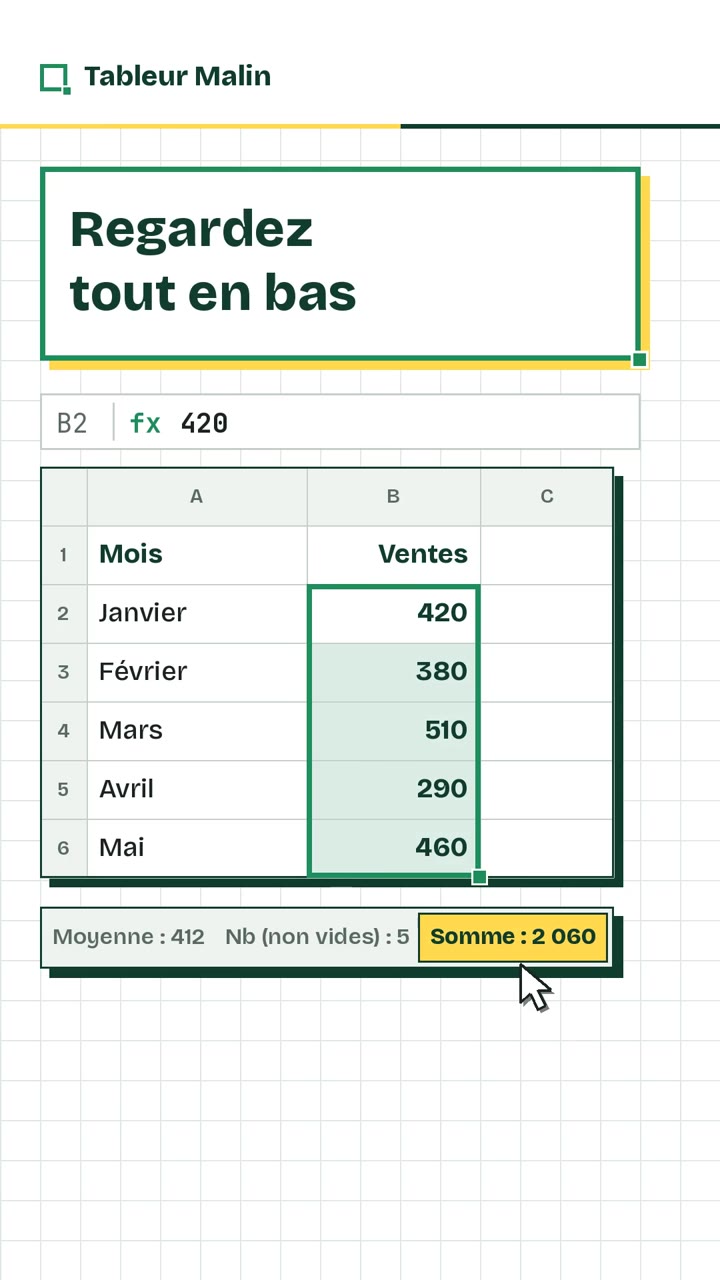 Tableur Malin
Regardez
tout en bas
B2 fx 420
A B C
1 Mois Ventes
2 Janvier 420
3 Février 380
4 Mars 510
5 Avril 290
6 Mai 460
Moyenne : 412 Nb (non vides) : 5 Somme : 2 060